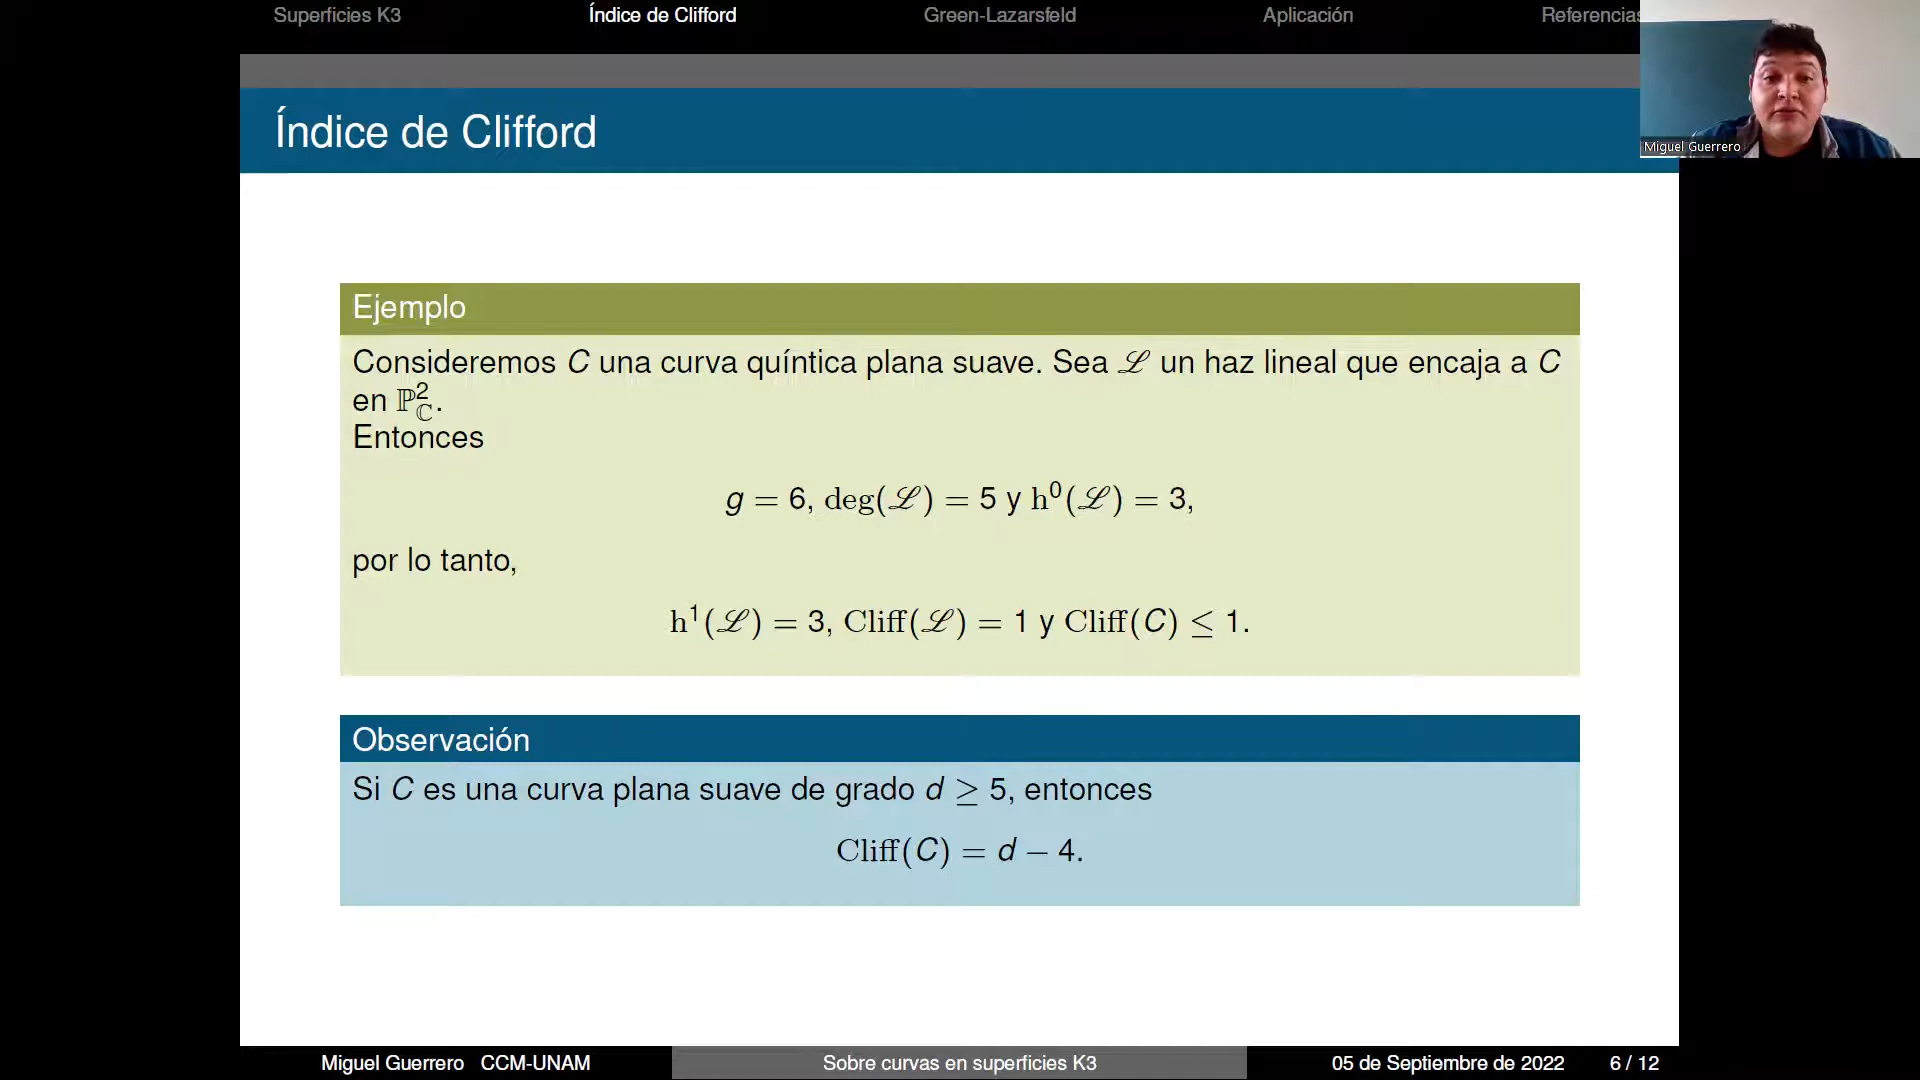 Superficies K3 Índice de Clifford Green-Lazarsfeld Aplicación Referencias
Miguel Guerrero
Índice de Clifford
Ejemplo
Consideremos C una curva quíntica plana suave. Sea ℒ un haz lineal que encaja a C
en ℙ²_ℂ.
Entonces
g = 6, deg(ℒ) = 5 y h⁰(ℒ) = 3,
por lo tanto,
h¹(ℒ) = 3, Cliff(ℒ) = 1 y Cliff(C) ≤ 1.
Observación
Si C es una curva plana suave de grado d ≥ 5, entonces
Cliff(C) = d − 4.
Miguel Guerrero CCM-UNAM Sobre curvas en superficies K3 05 de Septiembre de 2022 6 / 12